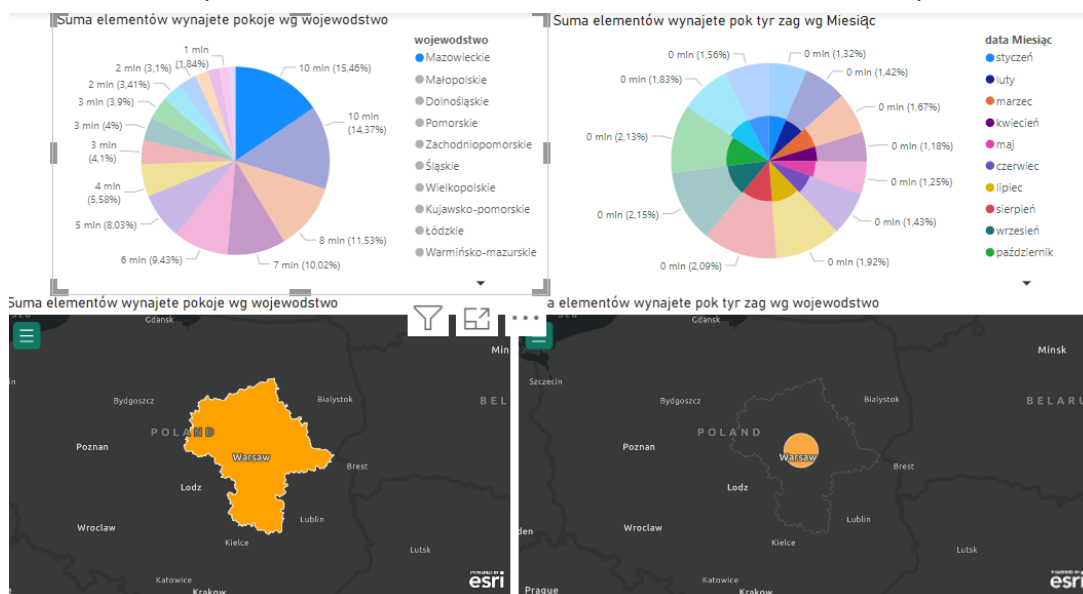 Suma elementów wynajete pokoje wg wojewodstwo
1 mln
(1,84%)
2 mln (3,1%)
2 mln (3,41%)
3 mln (3,9%)
3 mln (4%)
3 mln
(4,1%)
4 mln
(5,58%)
5 mln (8,03%)
6 mln (9,43%)
7 mln (10,02%)
8 mln (11,53%)
10 mln
(14,37%)
10 mln (15,46%)
wojewodstwo
Mazowieckie
Małopolskie
Dolnośląskie
Pomorskie
Zachodniopomorskie
Śląskie
Wielkopolskie
Kujawsko-pomorskie
Łódzkie
Warmińsko-mazurskie
Suma elementów wynajete pok tyr zag wg Miesiąc
0 mln (1,56%)
0 mln (1,32%)
0 mln (1,83%)
0 mln (1,42%)
0 mln (1,67%)
0 mln (2,13%)
0 mln (1,18%)
0 mln (1,25%)
0 mln (2,15%)
0 mln (1,43%)
0 mln (2,09%)
0 mln (1,92%)
data Miesiąc
styczeń
luty
marzec
kwiecień
maj
czerwiec
lipiec
sierpień
wrzesień
październik
Suma elementów wynajete pokoje wg wojewodstwo
Gdansk
Min
in
Bydgoszcz
Bialystok
BEL
POLAND
Poznan
Warsaw
Brest
Lodz
Wroclaw
Lublin
Kielce
Lutsk
Katowice
Krakow
POWERED BY
esri
a elementów wynajete pok tyr zag wg wojewodstwo
Gdansk
Minsk
Szczecin
Bydgoszcz
Bialystok
BELARU
POLAND
Poznan
Warsaw
Brest
Lodz
den
Wroclaw
Lublin
Kielce
Lutsk
Prague
Katowice
Krakow
esri